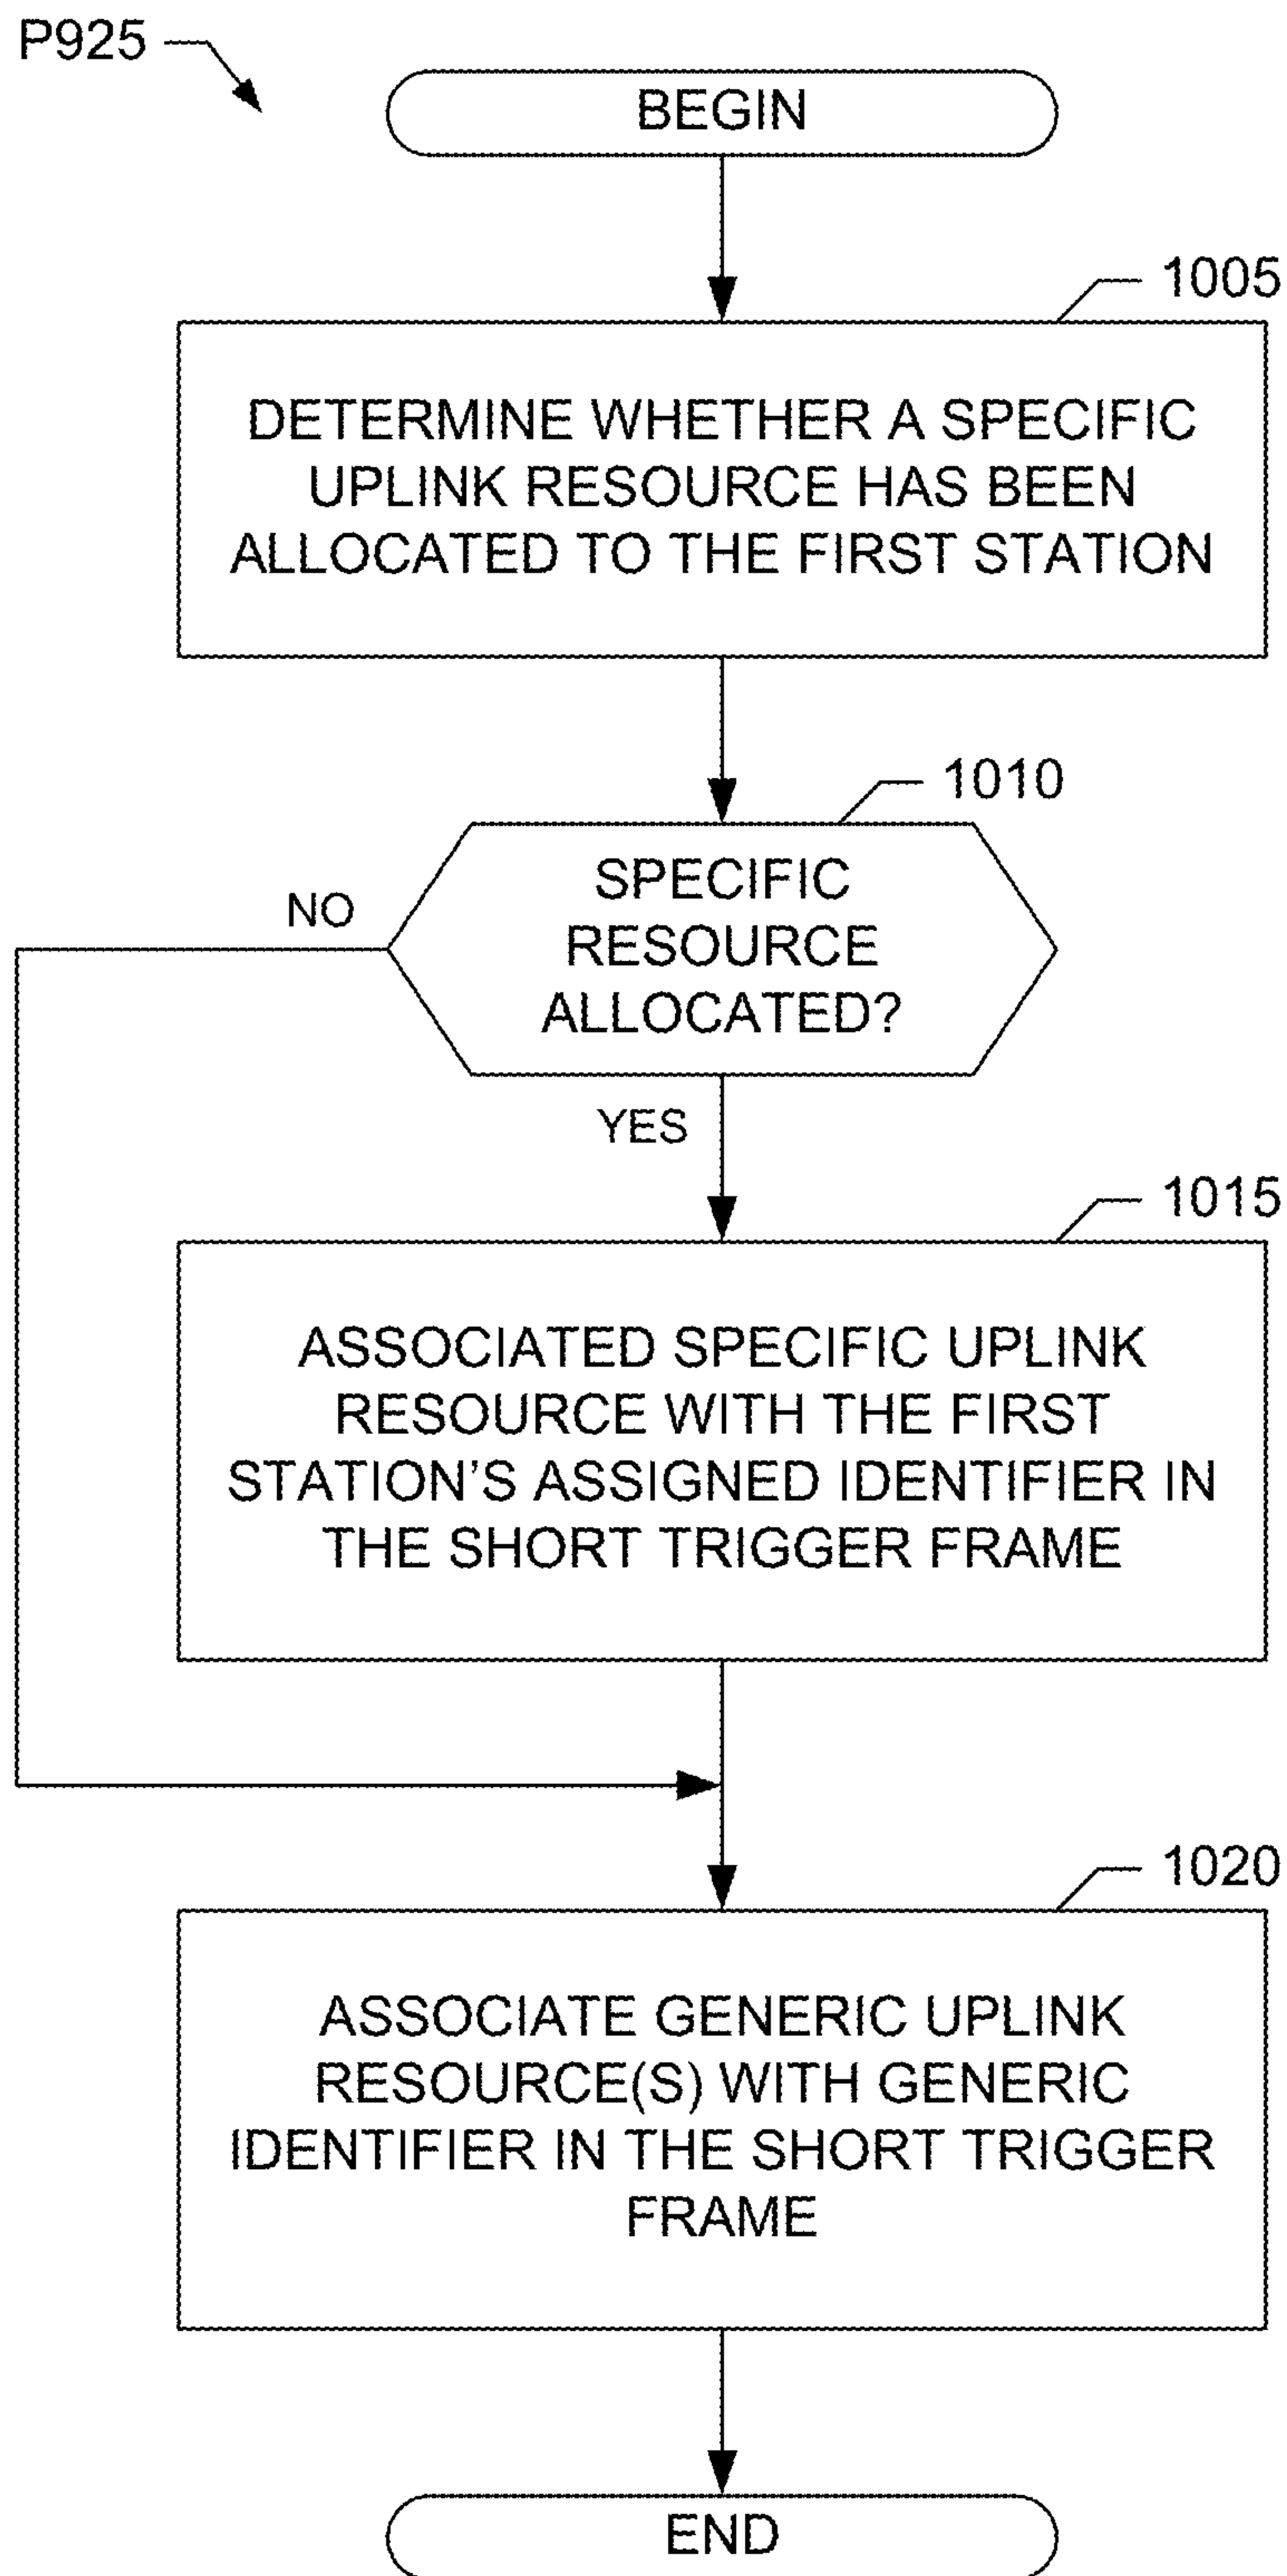 P925
BEGIN
1005
DETERMINE WHETHER A SPECIFIC
UPLINK RESOURCE HAS BEEN
ALLOCATED TO THE FIRST STATION
1010
SPECIFIC
RESOURCE
ALLOCATED?
NO
YES
1015
ASSOCIATED SPECIFIC UPLINK
RESOURCE WITH THE FIRST
STATION'S ASSIGNED IDENTIFIER IN
THE SHORT TRIGGER FRAME
1020
ASSOCIATE GENERIC UPLINK
RESOURCE(S) WITH GENERIC
IDENTIFIER IN THE SHORT TRIGGER
FRAME
END